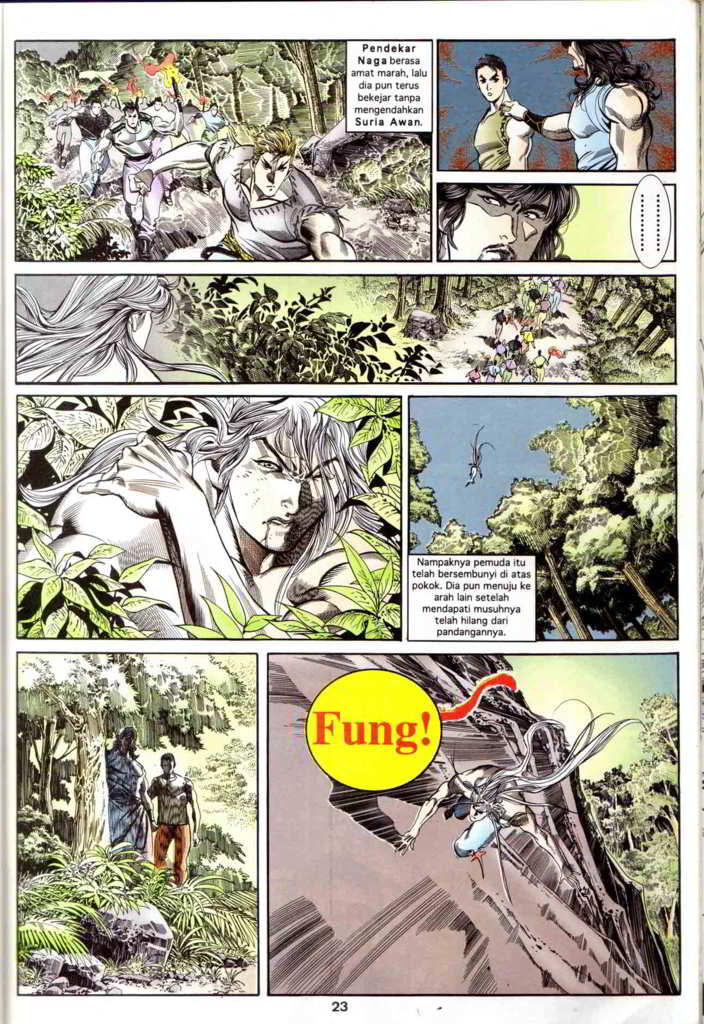 Pendekar
Naga berasa
amat marah, lalu
dia pun terus
bekejar tanpa
mengendahkan
Suria Awan.
Nampaknya pemuda itu
telah bersembunyi di atas
pokok. Dia pun menuju ke
arah lain setelah
mendapati musuhnya
telah hilang dari
pandangannya.
Fung!
23